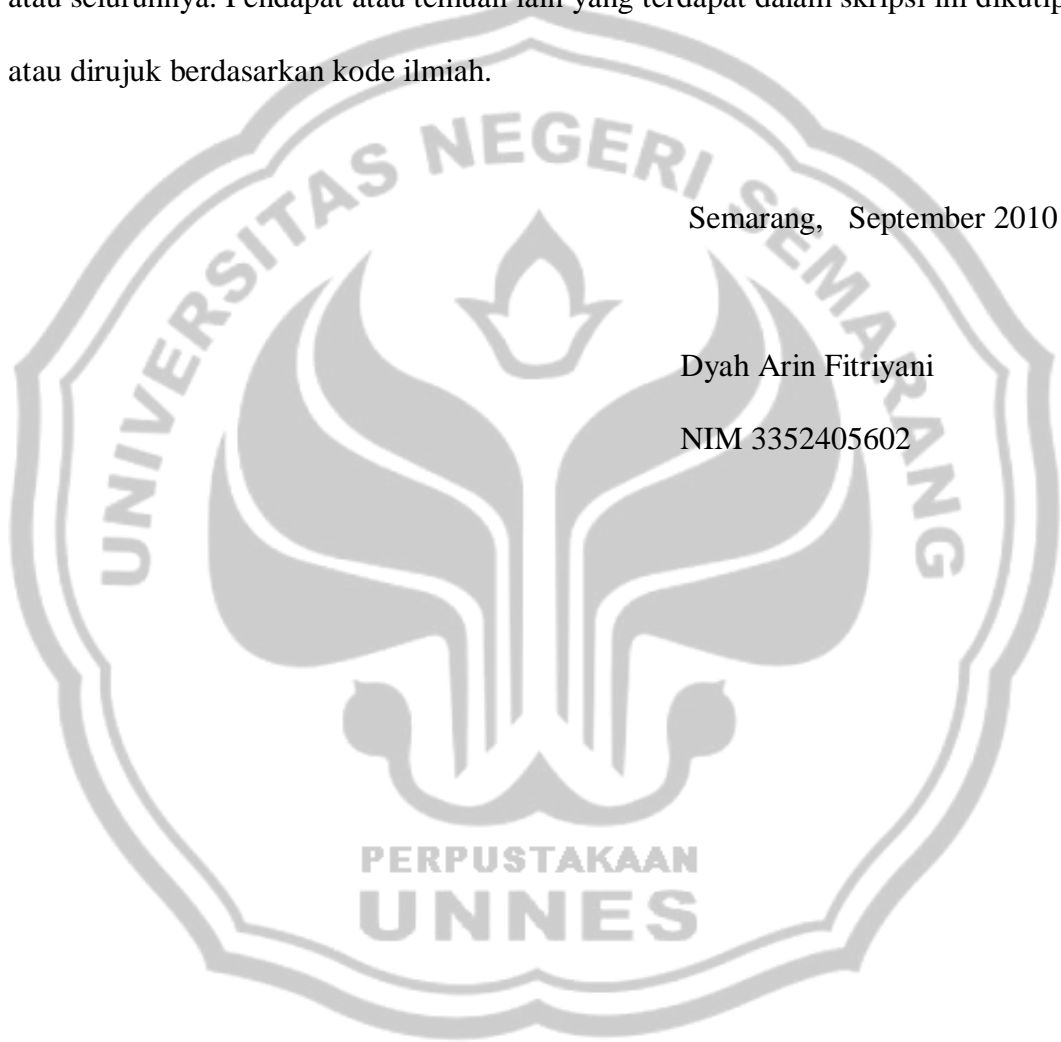 atau seluruhnya. Pendapat atau temuan lain yang terdapat dalam skripsi ini dikutip
atau dirujuk berdasarkan kode ilmiah.
UNIVERSITAS NEGERI SEMARANG
Semarang, September 2010
Dyah Arin Fitriyani
NIM 3352405602
PERPUSTAKAAN
UNNES